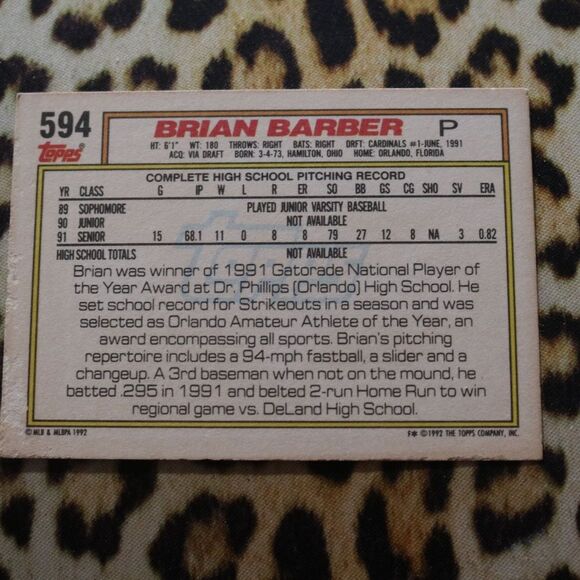 594 BRIAN BARBER P
Topps®
HT: 6'1" WT: 180 THROWS: RIGHT BATS: RIGHT DRFT: CARDINALS #1-JUNE, 1991
ACQ: VIA DRAFT BORN: 3-4-73, HAMILTON, OHIO HOME: ORLANDO, FLORIDA
COMPLETE HIGH SCHOOL PITCHING RECORD
YR CLASS G IP W L R ER SO BB GS CG SHO SV ERA
89 SOPHOMORE PLAYED JUNIOR VARSITY BASEBALL
90 JUNIOR NOT AVAILABLE
91 SENIOR 15 68.1 11 0 8 8 79 27 12 8 NA 3 0.82
HIGH SCHOOL TOTALS NOT AVAILABLE
Brian was winner of 1991 Gatorade National Player of
the Year Award at Dr. Phillips (Orlando) High School. He
set school record for Strikeouts in a season and was
selected as Orlando Amateur Athlete of the Year, an
award encompassing all sports. Brian's pitching
repertoire includes a 94-mph fastball, a slider and a
changeup. A 3rd baseman when not on the mound, he
batted .295 in 1991 and belted 2-run Home Run to win
regional game vs. DeLand High School.
© MLB & MLBPA 1992 F* © 1992 THE TOPPS COMPANY, INC.